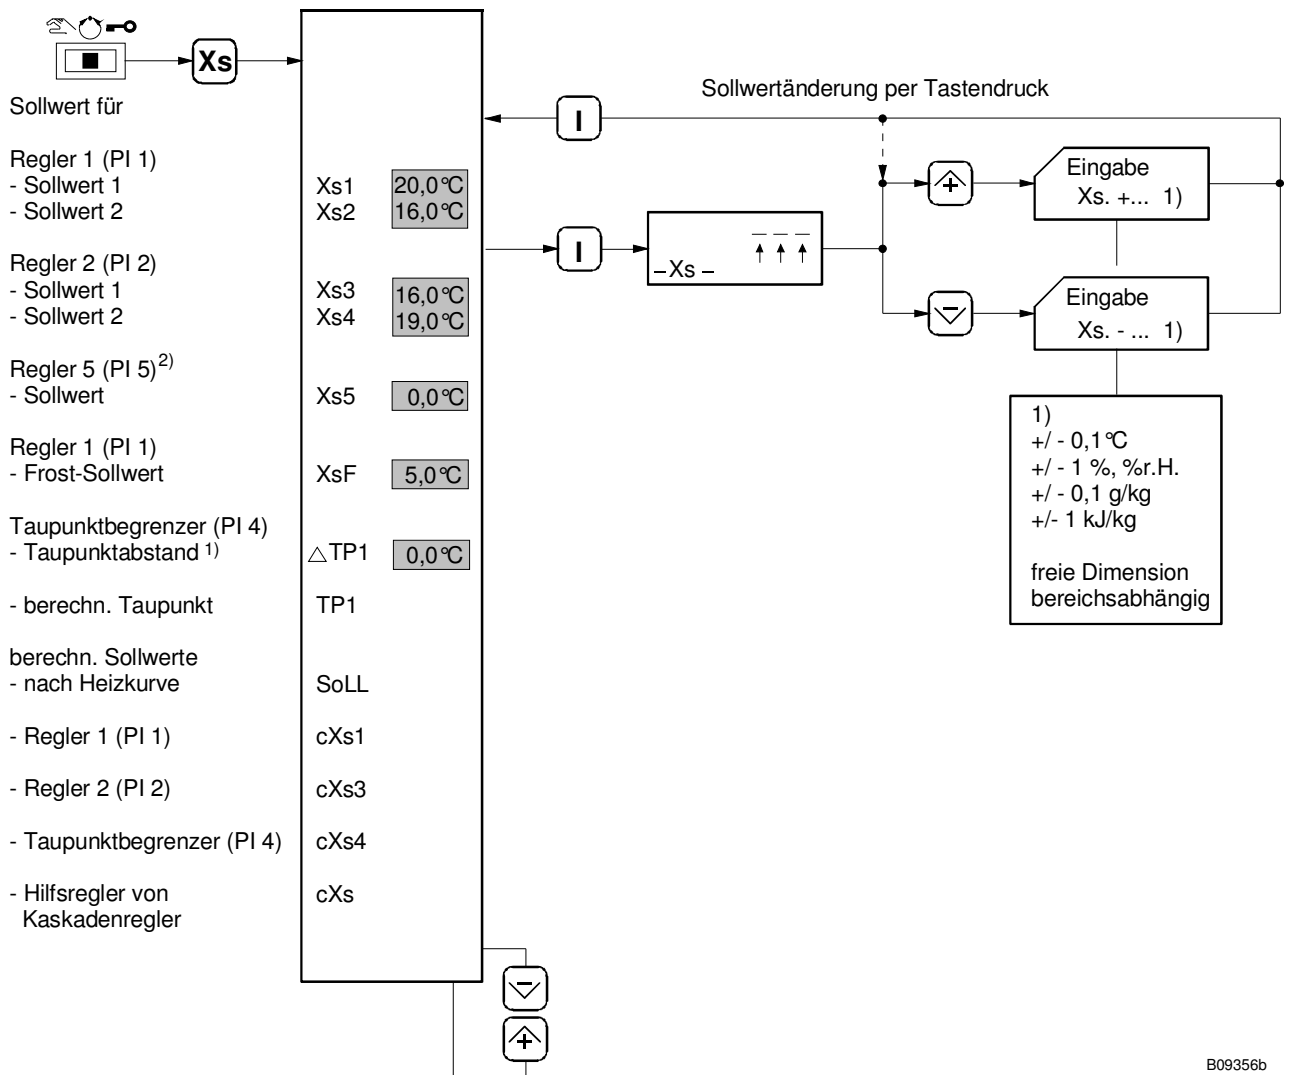 Xs
Sollwert für
Regler 1 (PI 1)
- Sollwert 1 Xs1 20,0°C
- Sollwert 2 Xs2 16,0°C
Regler 2 (PI 2)
- Sollwert 1 Xs3 16,0°C
- Sollwert 2 Xs4 19,0°C
Regler 5 (PI 5)2)
- Sollwert Xs5 0,0°C
Regler 1 (PI 1)
- Frost-Sollwert XsF 5,0°C
Taupunktbegrenzer (PI 4)
- Taupunktabstand 1) △TP1 0,0°C
- berechn. Taupunkt TP1
berechn. Sollwerte
- nach Heizkurve SoLL
- Regler 1 (PI 1) cXs1
- Regler 2 (PI 2) cXs3
- Taupunktbegrenzer (PI 4) cXs4
- Hilfsregler von cXs
Kaskadenregler
Sollwertänderung per Tastendruck
I
I
–Xs –
+
Eingabe
Xs. +... 1)
-
Eingabe
Xs. - ... 1)
1)
+/ - 0,1°C
+/ - 1 %, %r.H.
+/ - 0,1 g/kg
+/- 1 kJ/kg
freie Dimension
bereichsabhängig
-
+
B09356b